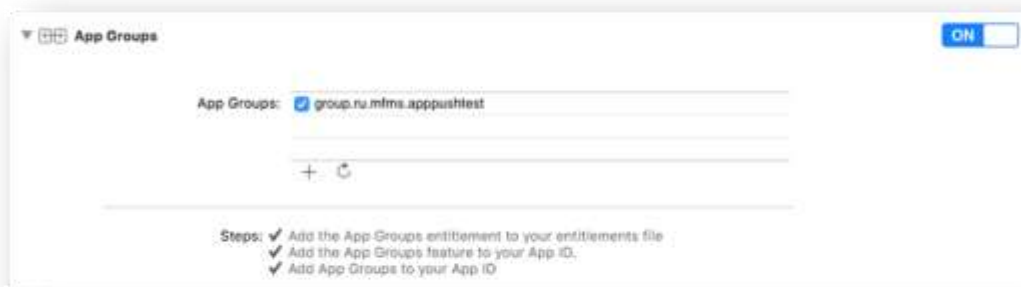 App Groups
ON
App Groups: group.ru.mfms.apppushtest
Steps: ✔ Add the App Groups entitlement to your entitlements file
✔ Add the App Groups feature to your App ID.
✔ Add App Groups to your App ID